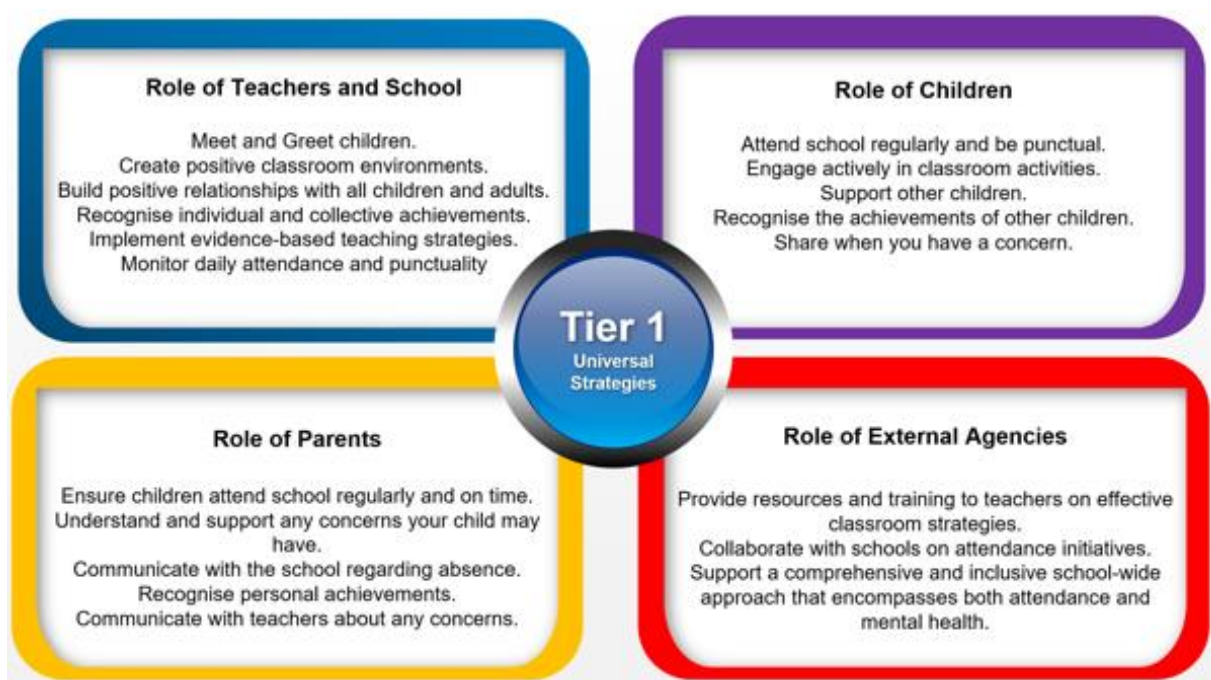 Role of Teachers and School
Meet and Greet children.
Create positive classroom environments.
Build positive relationships with all children and adults.
Recognise individual and collective achievements.
Implement evidence-based teaching strategies.
Monitor daily attendance and punctuality
Role of Children
Attend school regularly and be punctual.
Engage actively in classroom activities.
Support other children.
Recognise the achievements of other children.
Share when you have a concern.
Tier 1
Universal
Strategies
Role of Parents
Ensure children attend school regularly and on time.
Understand and support any concerns your child may
have.
Communicate with the school regarding absence.
Recognise personal achievements.
Communicate with teachers about any concerns.
Role of External Agencies
Provide resources and training to teachers on effective
classroom strategies.
Collaborate with schools on attendance initiatives.
Support a comprehensive and inclusive school-wide
approach that encompasses both attendance and
mental health.